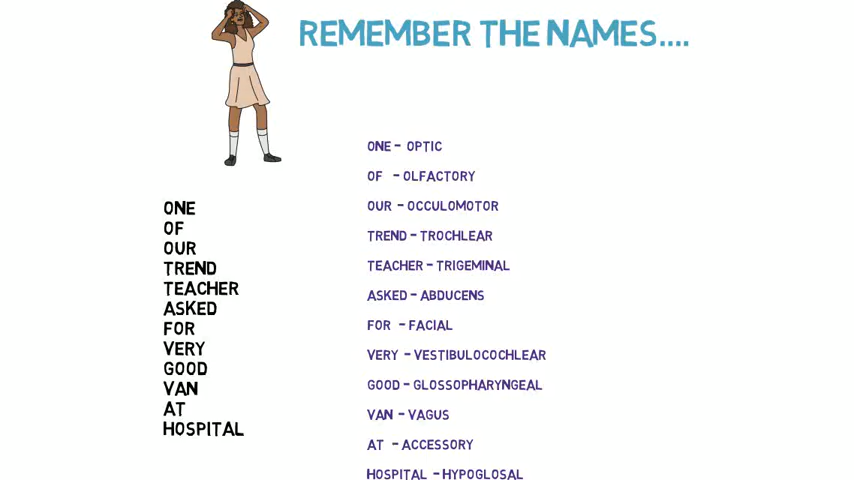 REMEMBER THE NAMES....
ONE
OF
OUR
TREND
TEACHER
ASKED
FOR
VERY
GOOD
VAN
AT
HOSPITAL
ONE - OPTIC
OF - OLFACTORY
OUR - OCCULOMOTOR
TREND - TROCHLEAR
TEACHER - TRIGEMINAL
ASKED - ABDUCENS
FOR - FACIAL
VERY - VESTIBULOCOCHLEAR
GOOD - GLOSSOPHARYNGEAL
VAN - VAGUS
AT - ACCESSORY
HOSPITAL - HYPOGLOSAL